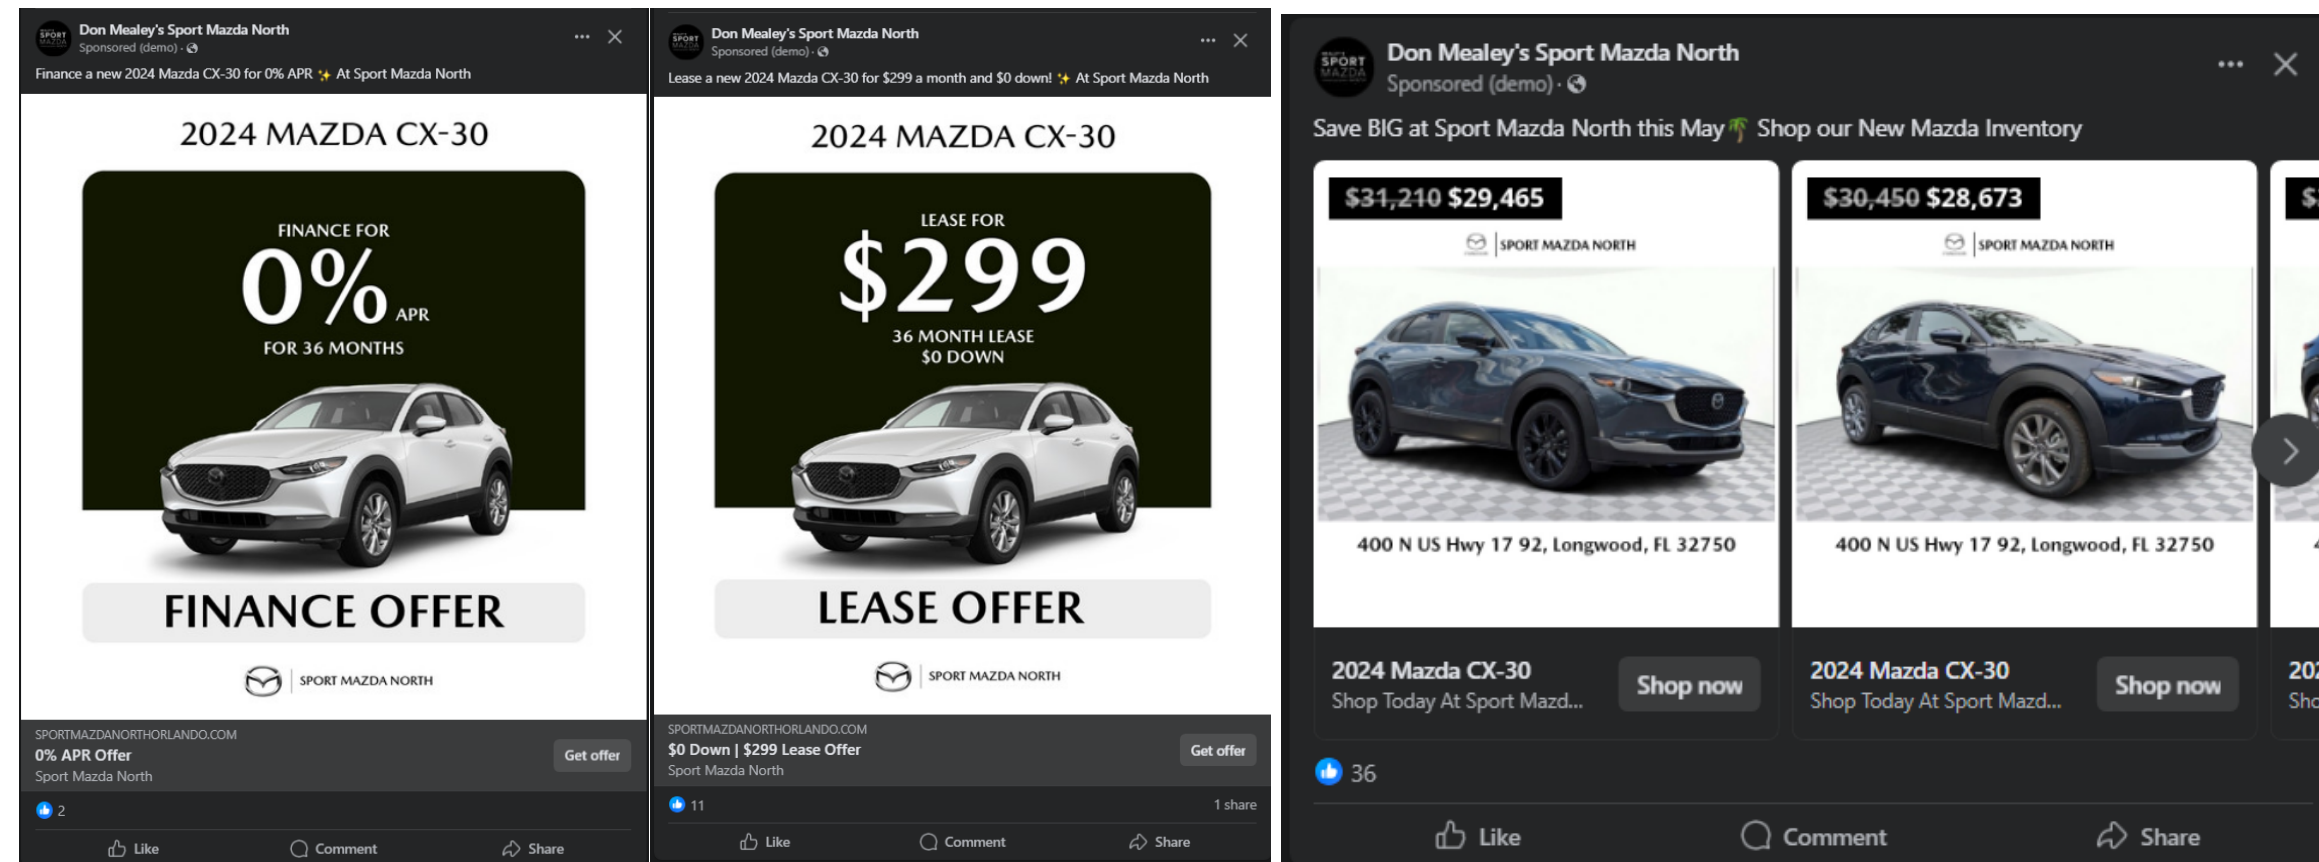 Don Mealey's Sport Mazda North
Sponsored (demo) ·
Finance a new 2024 Mazda CX-30 for 0% APR ✨ At Sport Mazda North
2024 MAZDA CX-30
FINANCE FOR
0% APR
FOR 36 MONTHS
FINANCE OFFER
SPORT MAZDA NORTH
SPORTMAZDANORTHORLANDO.COM
0% APR Offer
Sport Mazda North
Get offer
2
Like
Comment
Share
Don Mealey's Sport Mazda North
Sponsored (demo) ·
Lease a new 2024 Mazda CX-30 for $299 a month and $0 down! ✨ At Sport Mazda North
2024 MAZDA CX-30
LEASE FOR
$299
36 MONTH LEASE
$0 DOWN
LEASE OFFER
SPORT MAZDA NORTH
SPORTMAZDANORTHORLANDO.COM
$0 Down | $299 Lease Offer
Sport Mazda North
Get offer
11
1 share
Like
Comment
Share
SPORT
MAZDA
Don Mealey's Sport Mazda North
Sponsored (demo) ·
Save BIG at Sport Mazda North this May🌴 Shop our New Mazda Inventory
$31,210 $29,465
SPORT MAZDA NORTH
400 N US Hwy 17 92, Longwood, FL 32750
2024 Mazda CX-30
Shop Today At Sport Mazd...
Shop now
$30,450 $28,673
SPORT MAZDA NORTH
400 N US Hwy 17 92, Longwood, FL 32750
2024 Mazda CX-30
Shop Today At Sport Mazd...
Shop now
36
Like
Comment
Share